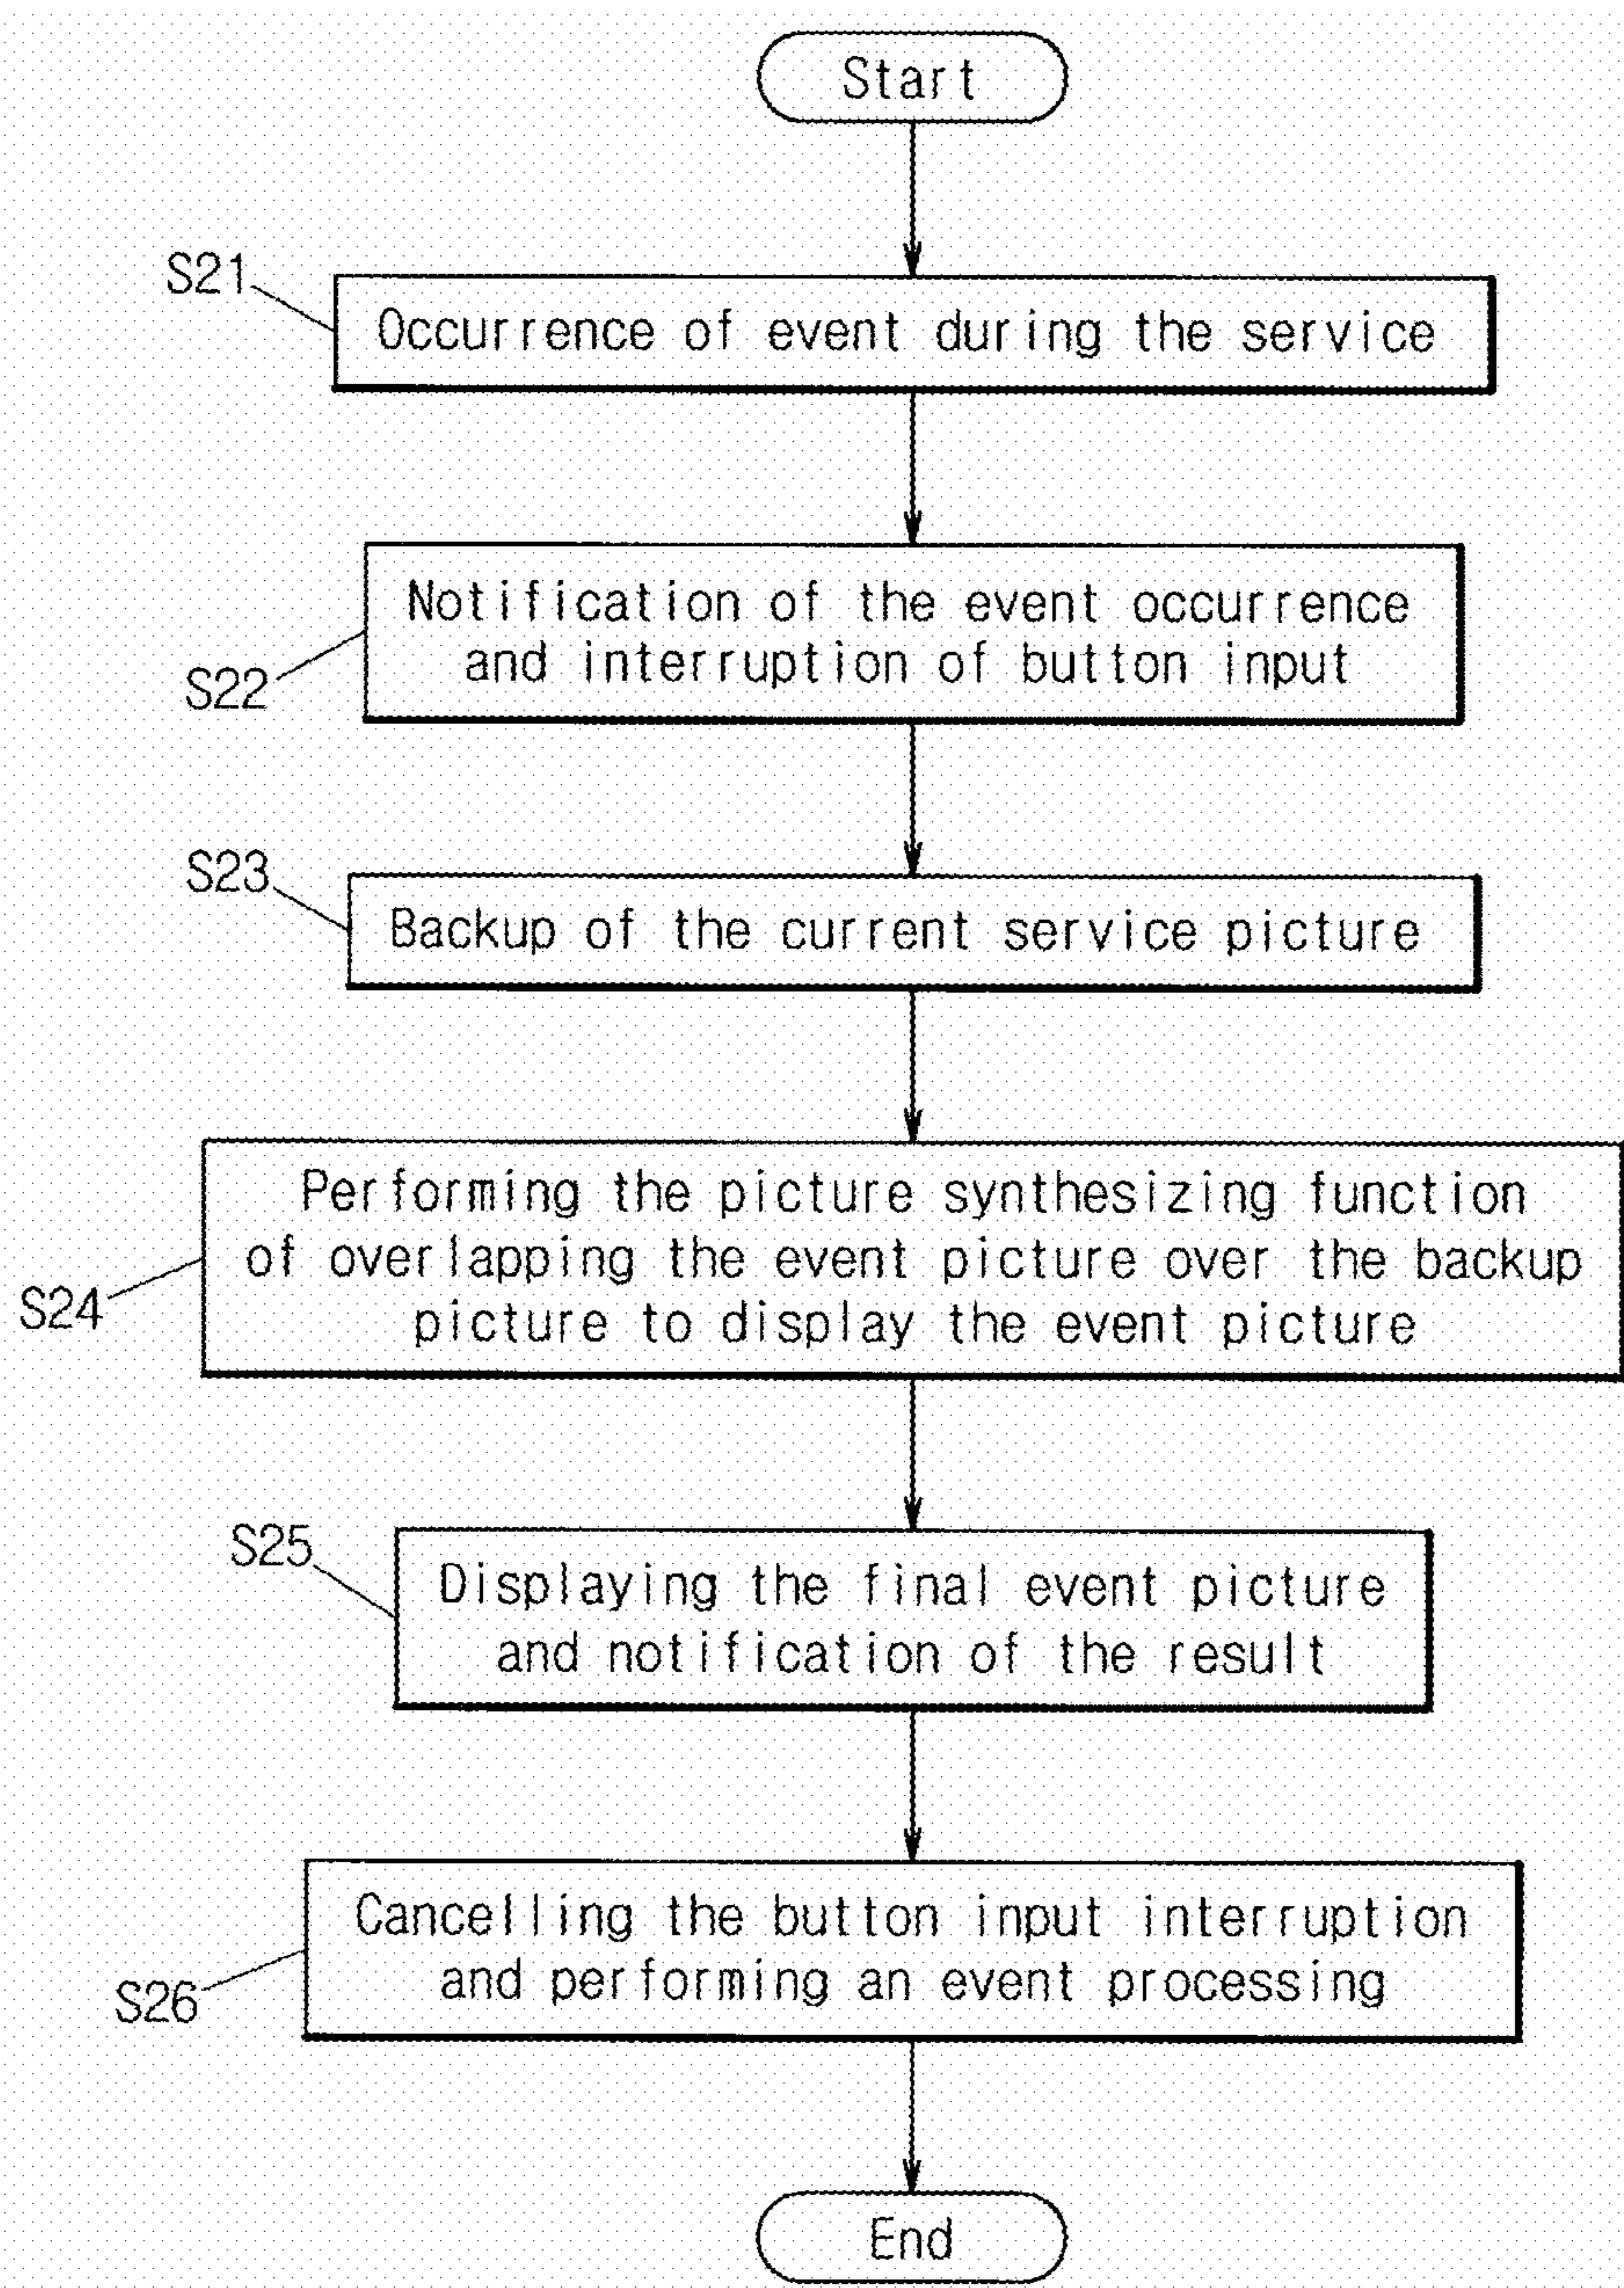 Start
S21
Occurrence of event during the service
Notification of the event occurrence
and interruption of button input
S22
S23
Backup of the current service picture
Performing the picture synthesizing function
of overlapping the event picture over the backup
picture to display the event picture
S24
S25
Displaying the final event picture
and notification of the result
Cancelling the button input interruption
and performing an event processing
S26
End